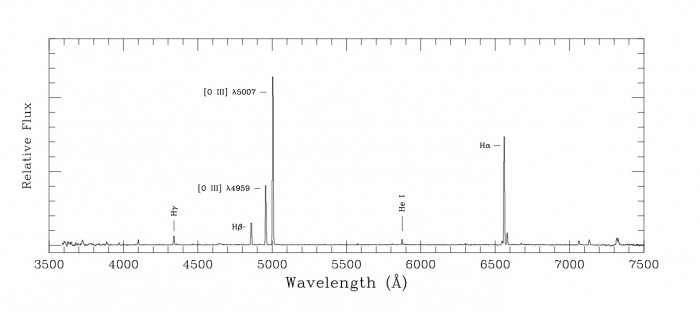 [O III] λ5007
Hα
[O III] λ4959
Hγ
He I
Hβ
Relative Flux
3500 4000 4500 5000 5500 6000 6500 7000 7500
Wavelength (Å)